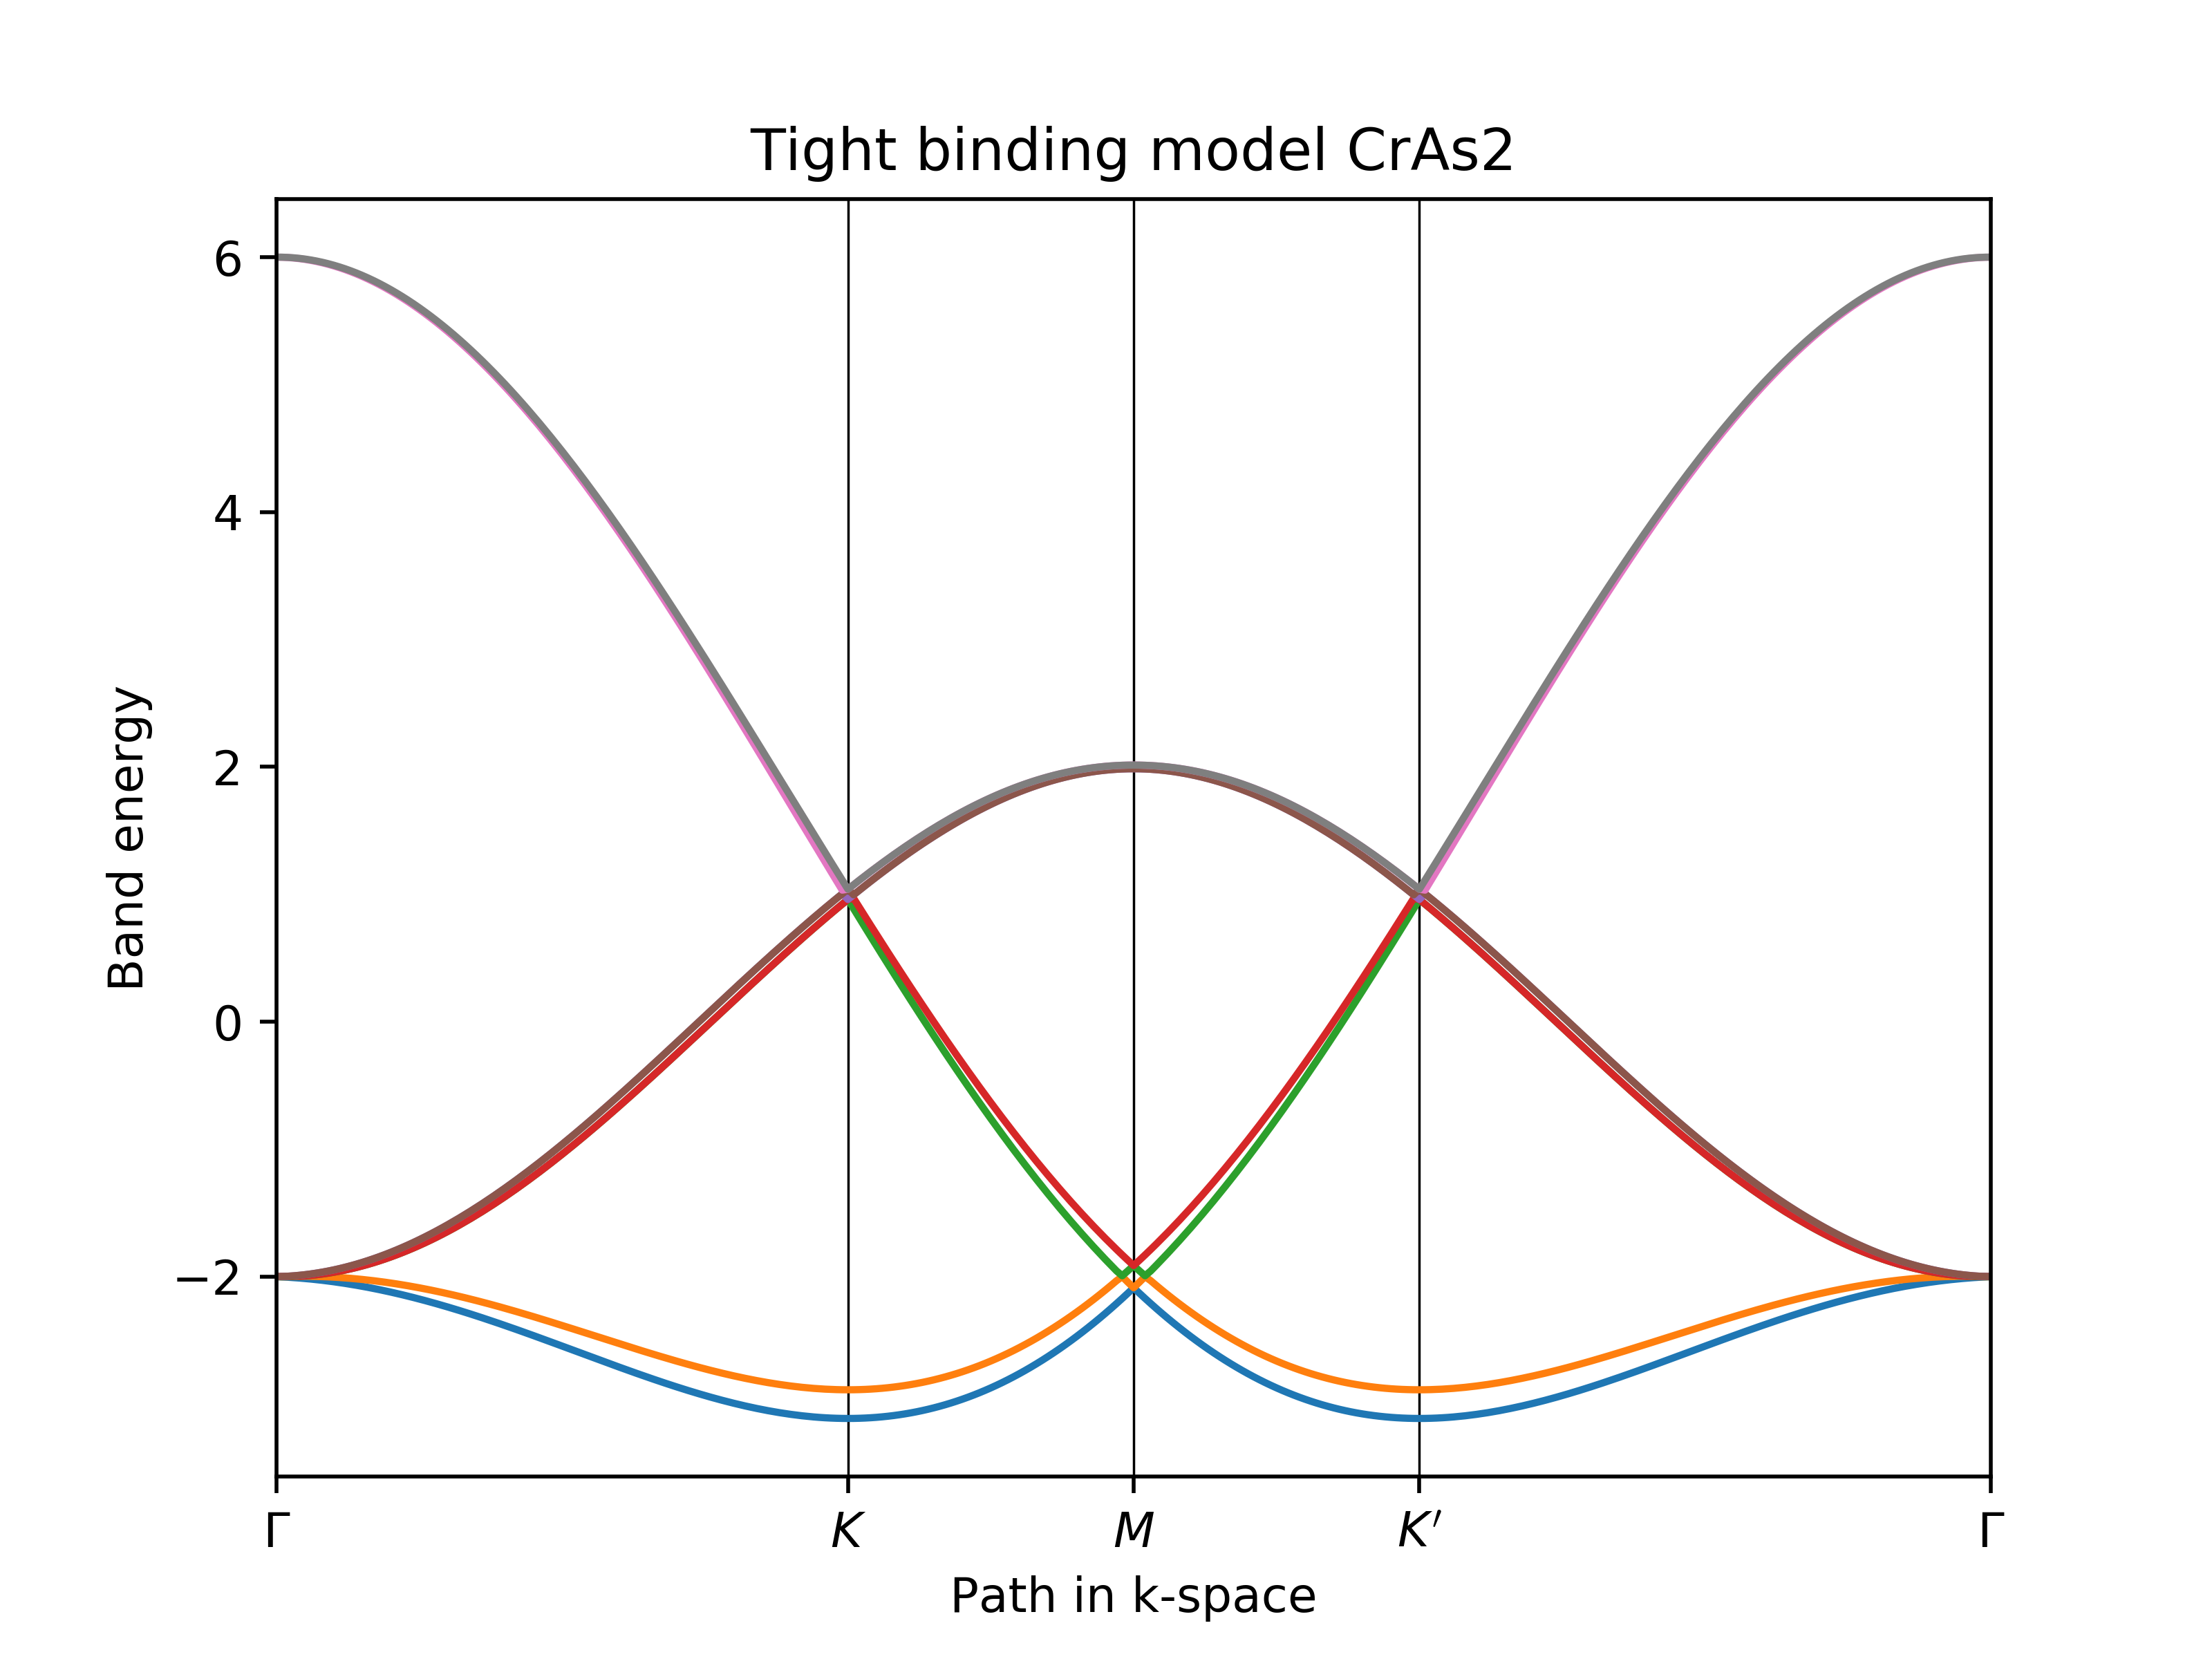 Tight binding model CrAs2
Band energy
6
4
2
0
−2
Γ K M K′ Γ
Path in k-space